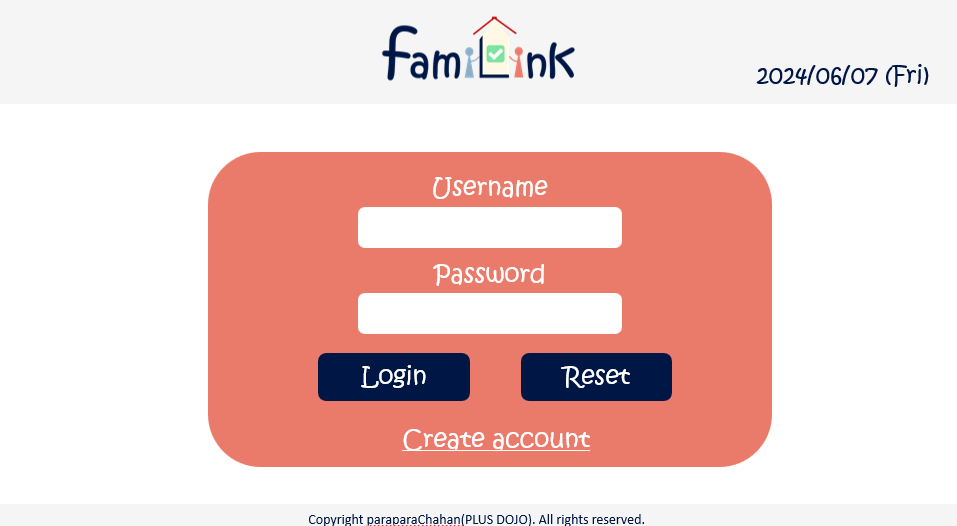 famiLink
2024/06/07 (Fri)
Username
Password
Login Reset
Create account
Copyright paraparaChahan(PLUS DOJO). All rights reserved.